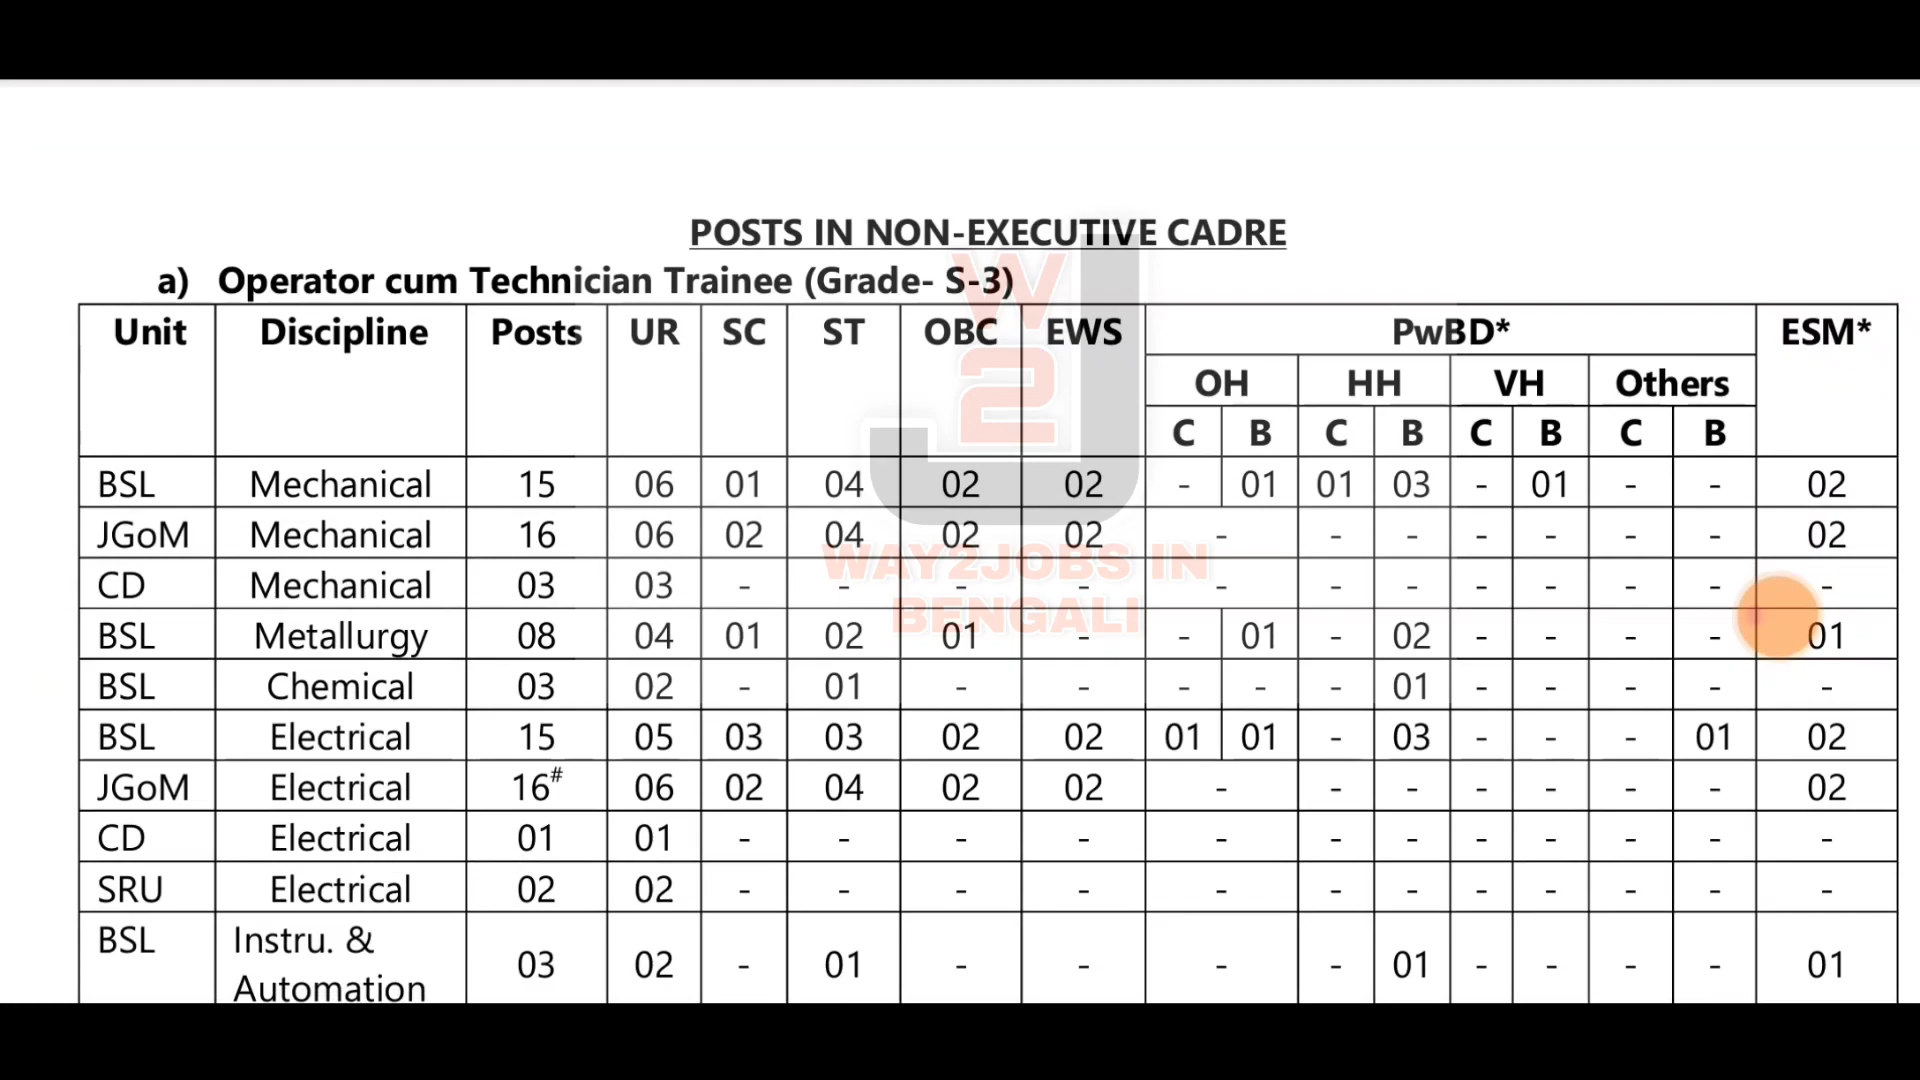 POSTS IN NON-EXECUTIVE CADRE
a) Operator cum Technician Trainee (Grade- S-3)
Unit Discipline Posts UR SC ST OBC EWS PwBD* ESM*
OH HH VH Others
C B C B C B C B
BSL Mechanical 15 06 01 04 02 02 - 01 01 03 - 01 - - 02
JGoM Mechanical 16 06 02 04 02 02 - - - - - - - 02
CD Mechanical 03 03 - - - - - - - - - - - -
BSL Metallurgy 08 04 01 02 01 - - 01 - 02 - - - - 01
BSL Chemical 03 02 - 01 - - - - - 01 - - - - -
BSL Electrical 15 05 03 03 02 02 01 01 - 03 - - - 01 02
JGoM Electrical 16# 06 02 04 02 02 - - - - - - - 02
CD Electrical 01 01 - - - - - - - - - - - -
SRU Electrical 02 02 - - - - - - - - - - - -
BSL Instru. &
Automation 03 02 - 01 - - - - 01 - - - - 01
W
2
J
WAY2JOBS IN
BENGALI